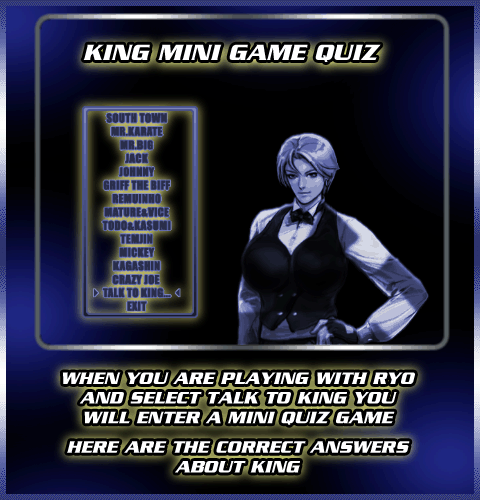 KING MINI GAME QUIZ
SOUTH TOWN
MR.KARATE
MR.BIG
JACK
JOHNNY
GRIFF THE BIFF
REMUINHO
MATURE&VICE
TODO&KASUMI
TEMJIN
MICKEY
KAGASHIN
CRAZY JOE
TALK TO KING...
EXIT
WHEN YOU ARE PLAYING WITH RYO
AND SELECT TALK TO KING YOU
WILL ENTER A MINI QUIZ GAME
HERE ARE THE CORRECT ANSWERS
ABOUT KING